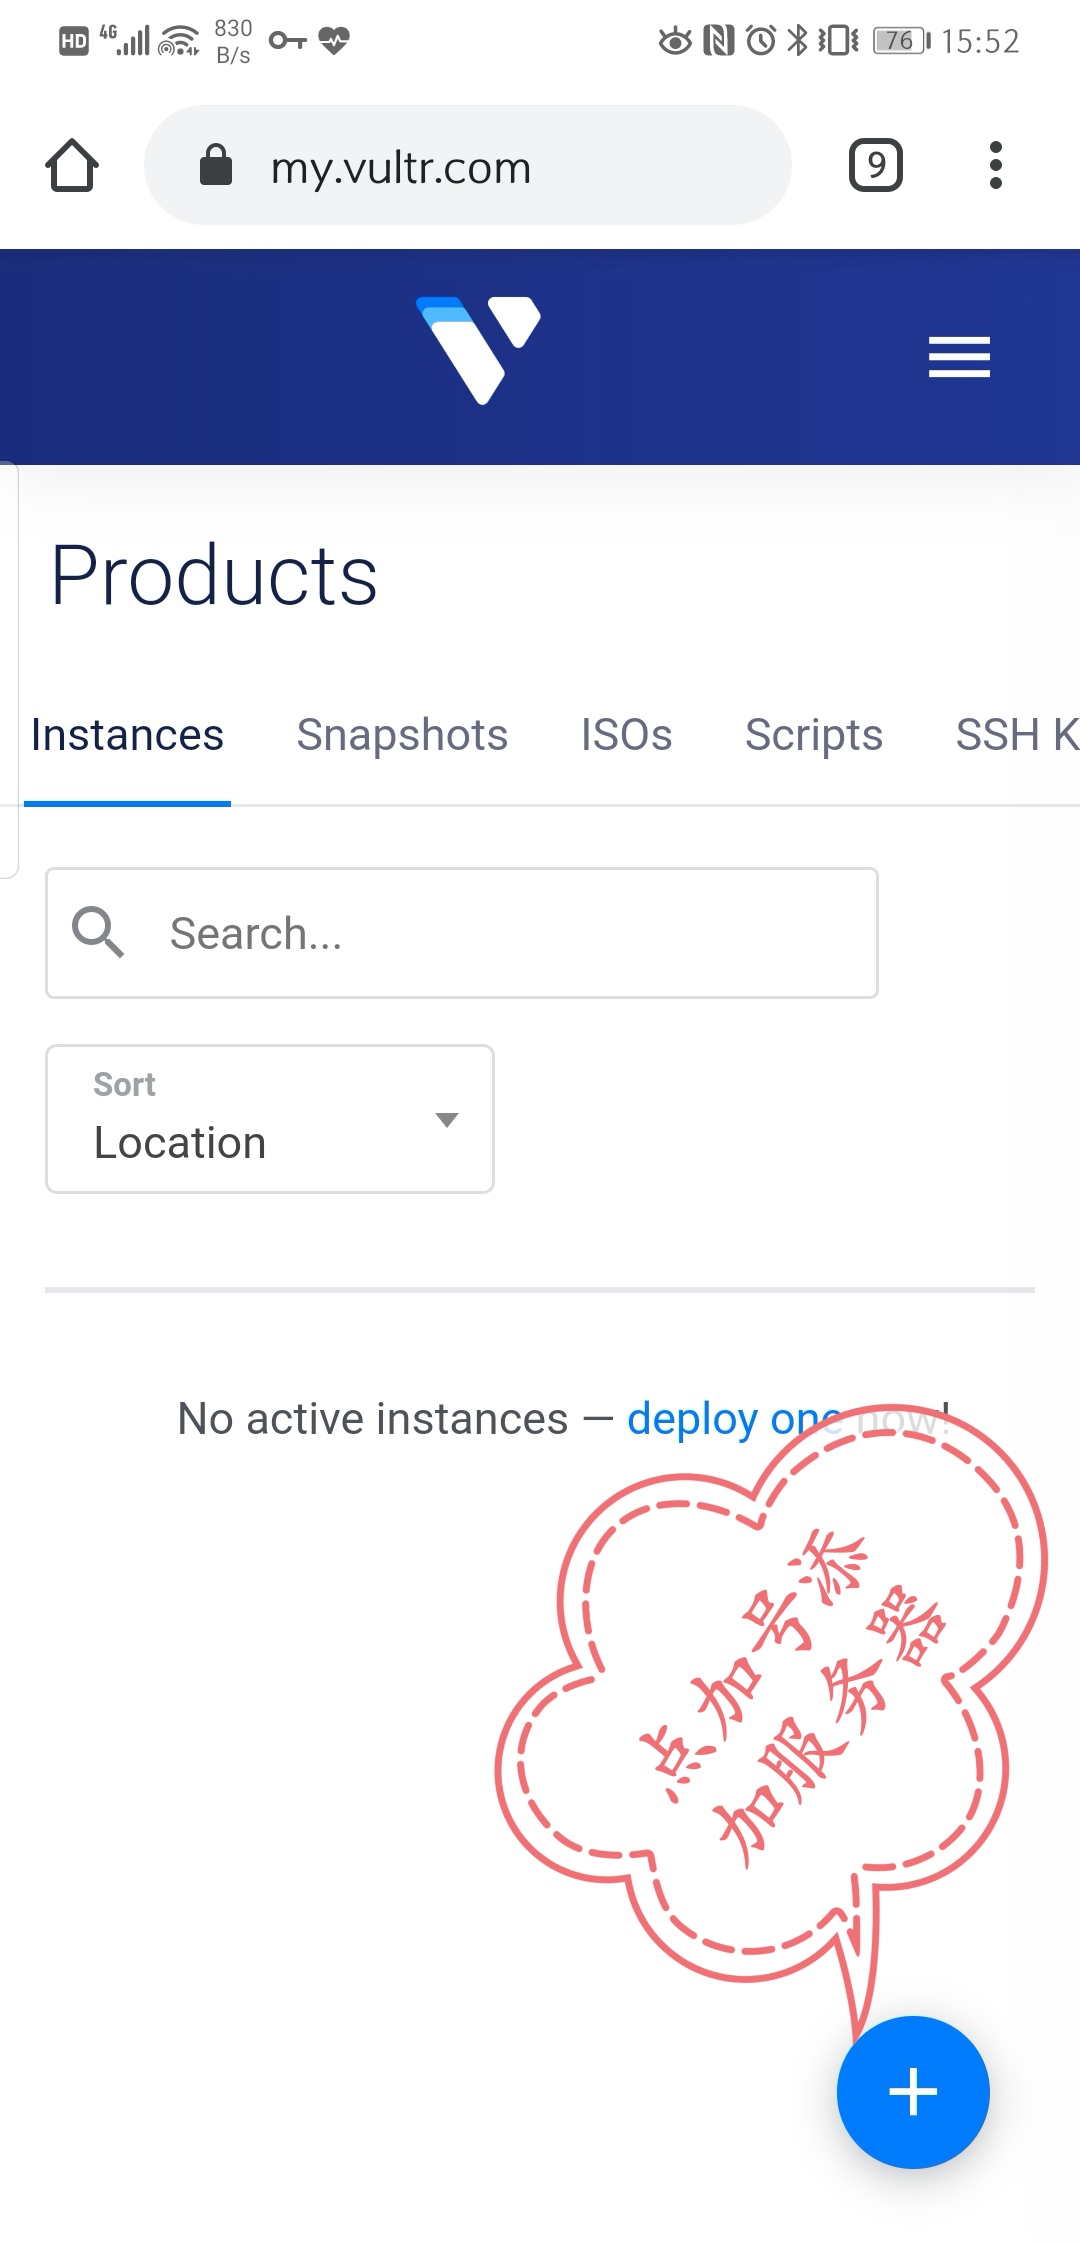 HD 4G 830 B/s 76 15:52
my.vultr.com 9
Products
Instances Snapshots ISOs Scripts SSH K
Search...
Sort
Location
No active instances — deploy one now!
点加号添
加服务器